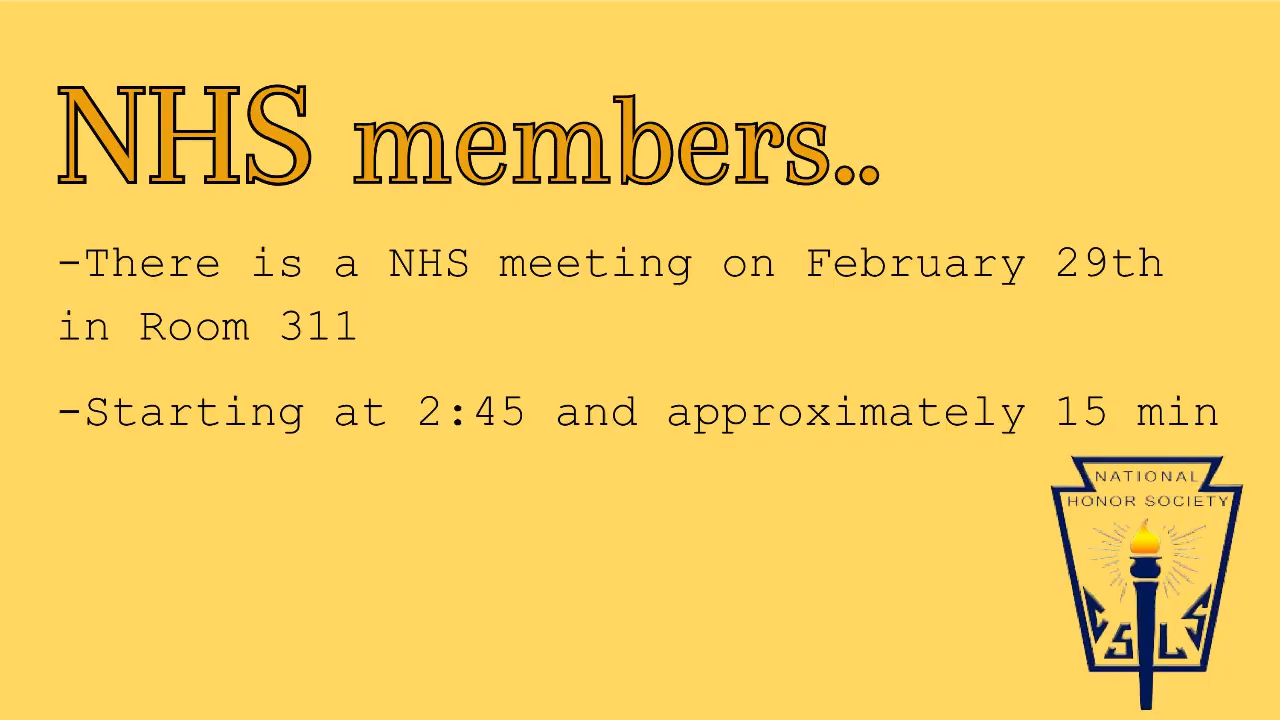 NHS members..
-There is a NHS meeting on February 29th
in Room 311
-Starting at 2:45 and approximately 15 min
NATIONAL
HONOR SOCIETY
C S L S